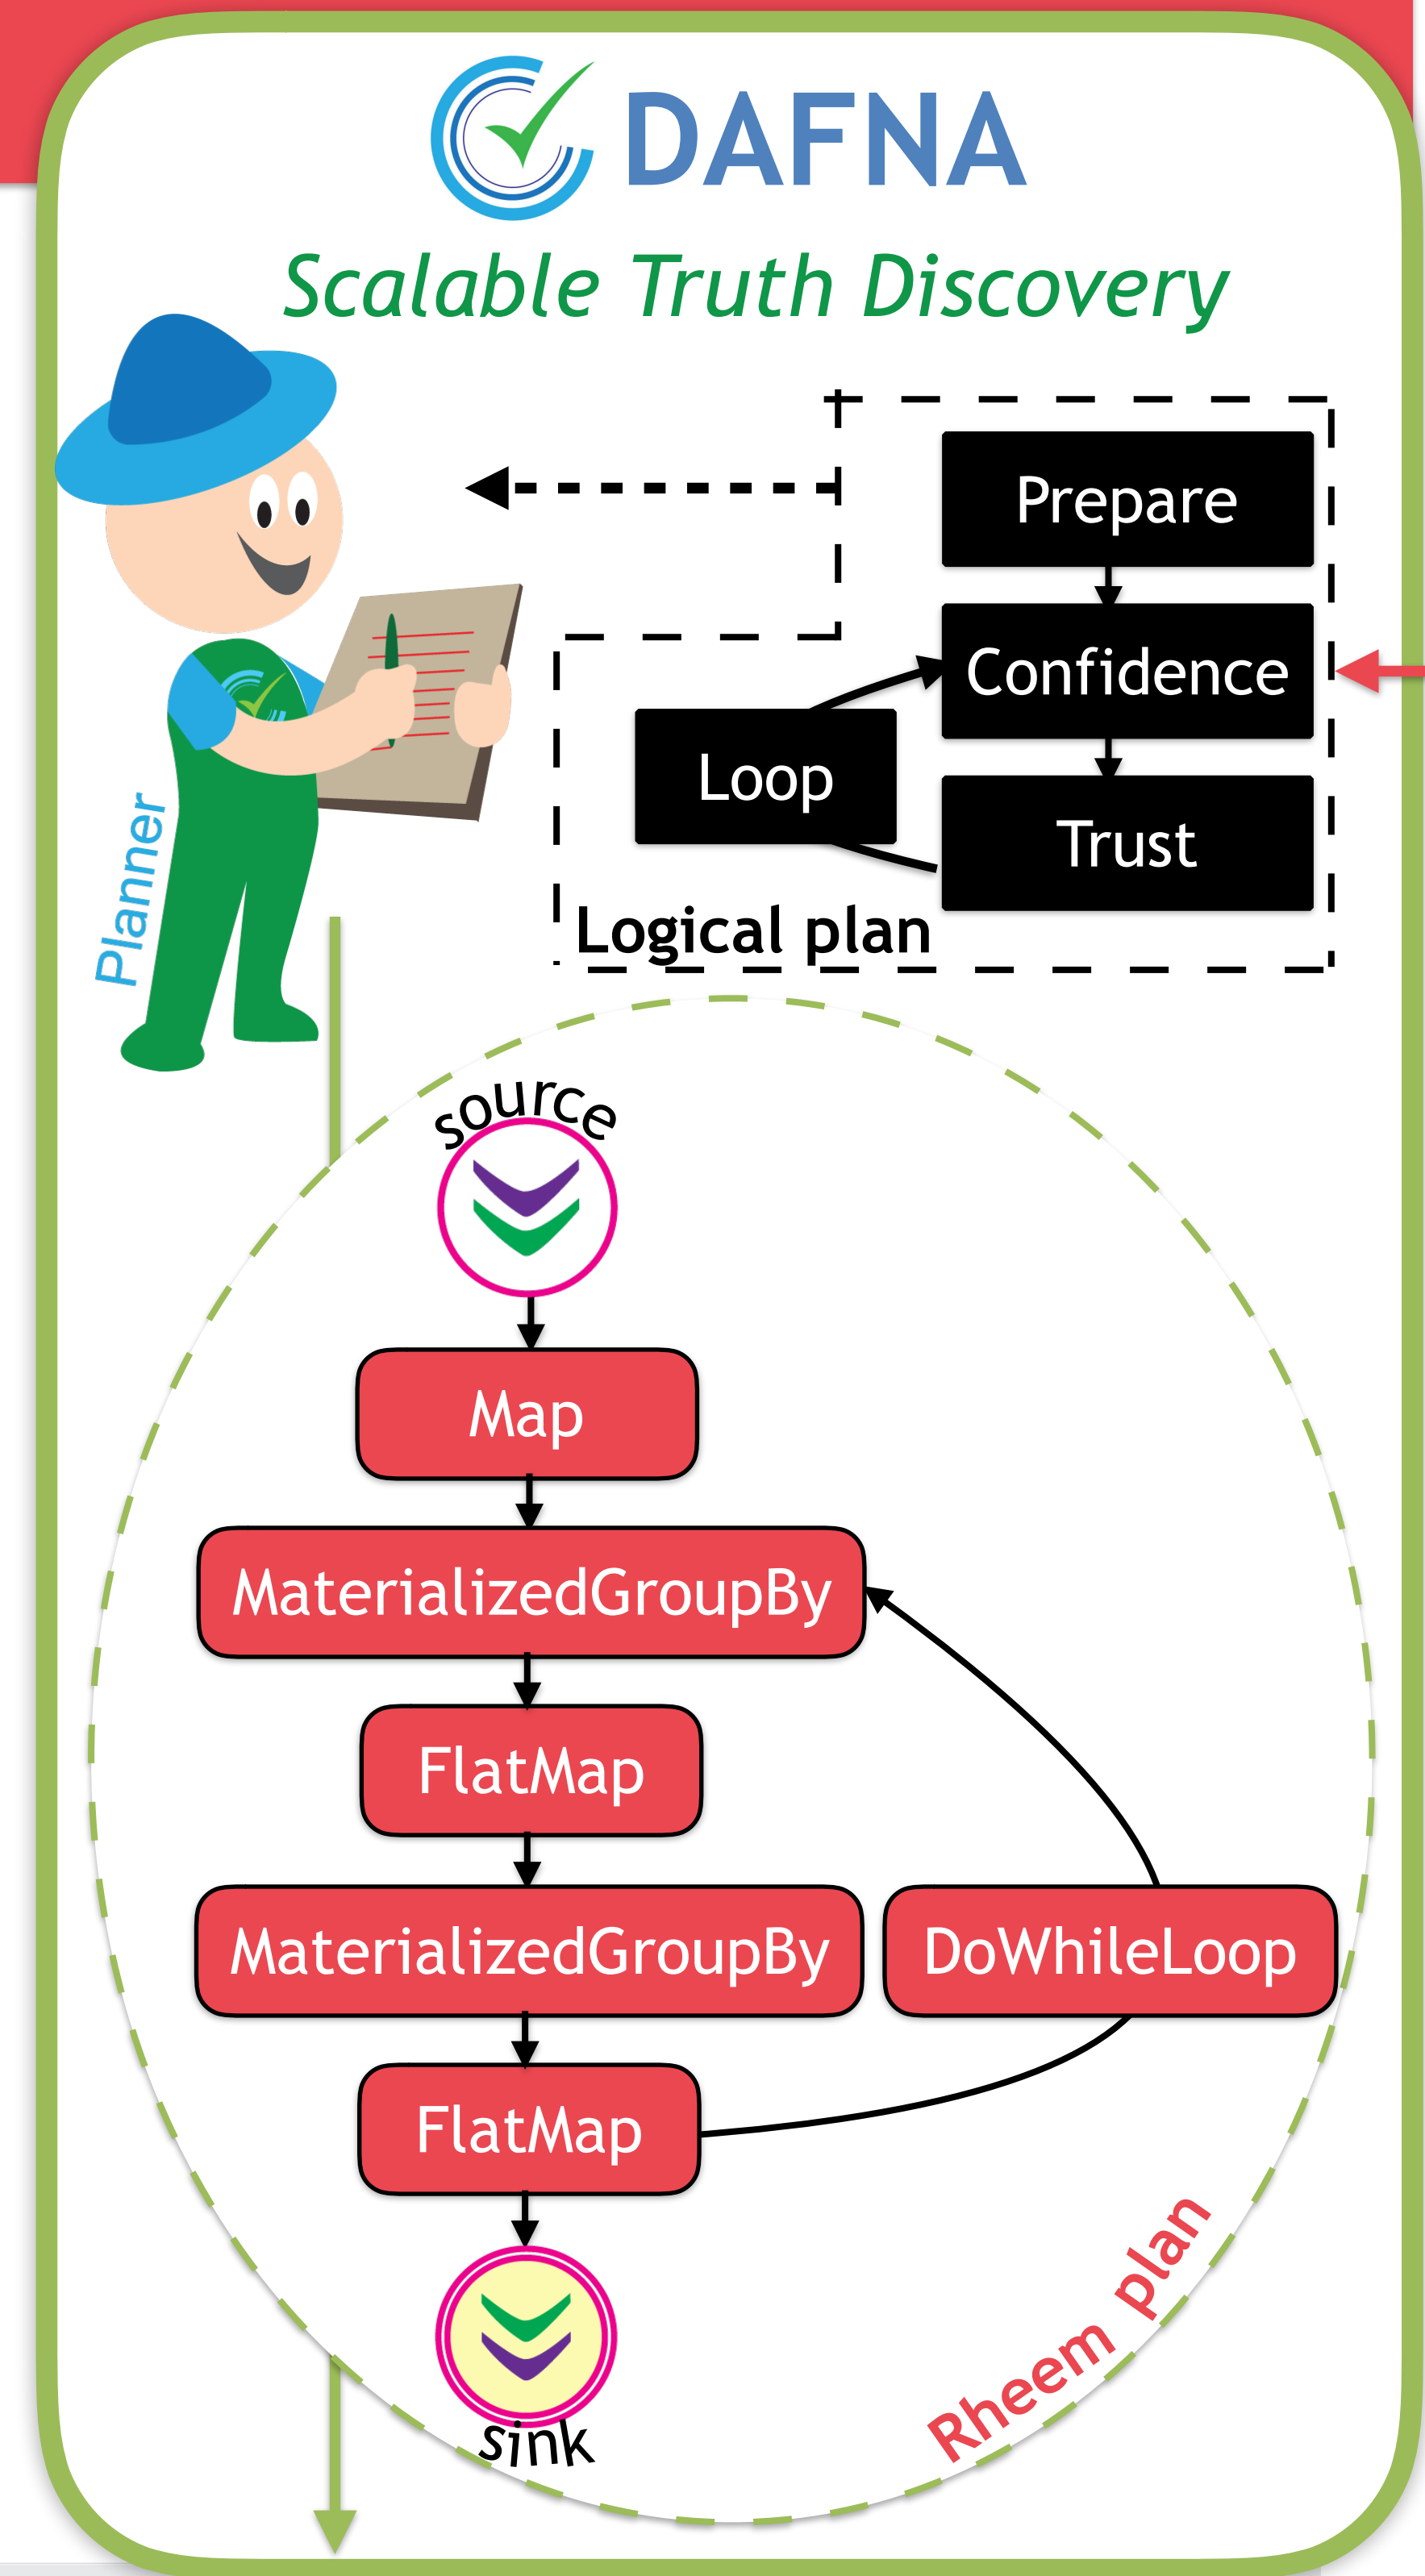 DAFNA
Scalable Truth Discovery
Prepare
Confidence
Loop
Trust
Logical plan
Planner
source
Map
MaterializedGroupBy
FlatMap
MaterializedGroupBy
DoWhileLoop
FlatMap
sink
Rheem plan